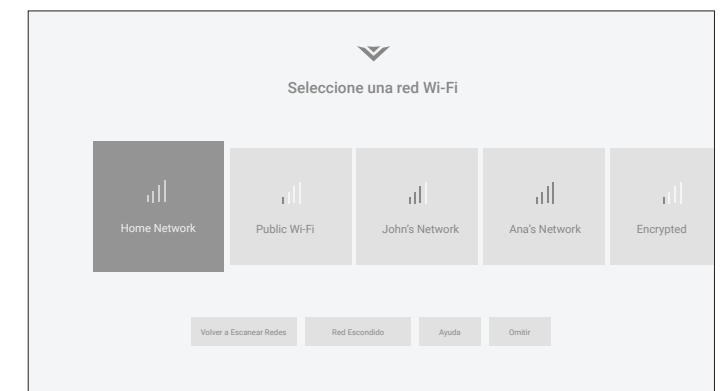 Seleccione una red Wi-Fi
Home Network
Public Wi-Fi
John's Network
Ana's Network
Encrypted
Volver a Escanear Redes
Red Escondido
Ayuda
Omitir